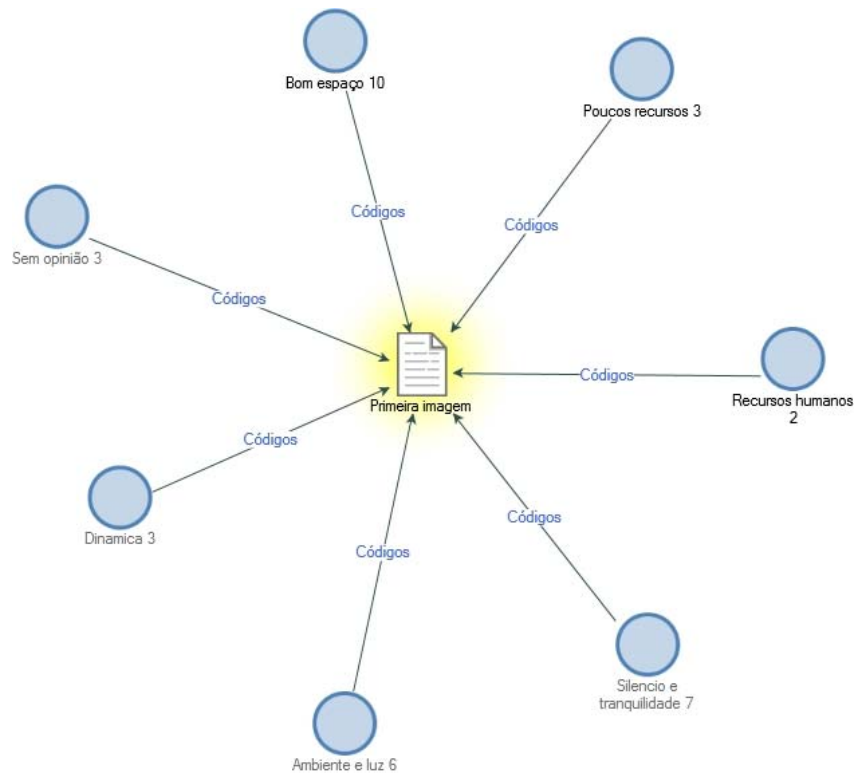 Bom espaço 10
Poucos recursos 3
Códigos
Códigos
Sem opinião 3
Códigos
Primeira imagem
Códigos
Recursos humanos
2
Códigos
Dinamica 3
Códigos
Códigos
Silencio e
tranquilidade 7
Ambiente e luz 6